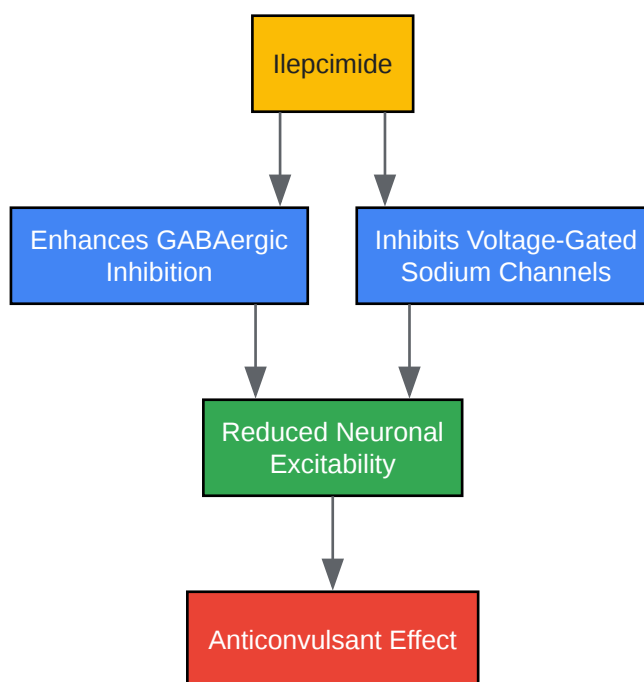 Ilepcimide
Enhances GABAergic
Inhibition
Inhibits Voltage-Gated
Sodium Channels
Reduced Neuronal
Excitability
Anticonvulsant Effect